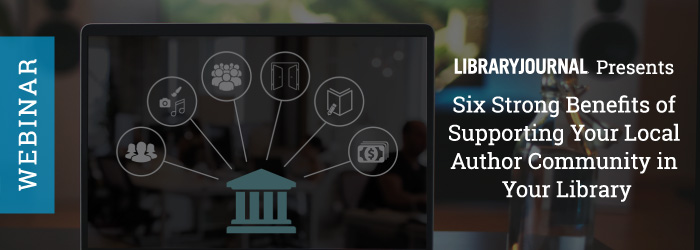 WEBINAR
LIBRARYJOURNAL Presents
Six Strong Benefits of
Supporting Your Local
Author Community in
Your Library
$